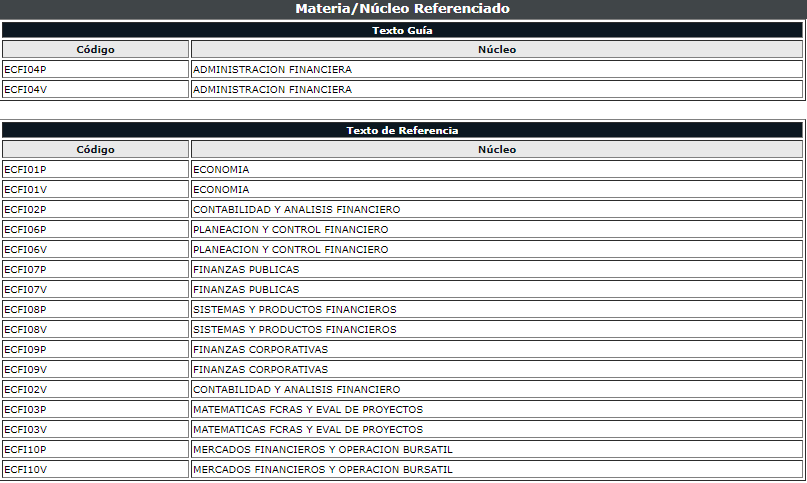 Materia/Núcleo Referenciado
Texto Guía
Código Núcleo
ECFI04P ADMINISTRACION FINANCIERA
ECFI04V ADMINISTRACION FINANCIERA
Texto de Referencia
Código Núcleo
ECFI01P ECONOMIA
ECFI01V ECONOMIA
ECFI02P CONTABILIDAD Y ANALISIS FINANCIERO
ECFI06P PLANEACION Y CONTROL FINANCIERO
ECFI06V PLANEACION Y CONTROL FINANCIERO
ECFI07P FINANZAS PUBLICAS
ECFI07V FINANZAS PUBLICAS
ECFI08P SISTEMAS Y PRODUCTOS FINANCIEROS
ECFI08V SISTEMAS Y PRODUCTOS FINANCIEROS
ECFI09P FINANZAS CORPORATIVAS
ECFI09V FINANZAS CORPORATIVAS
ECFI02V CONTABILIDAD Y ANALISIS FINANCIERO
ECFI03P MATEMATICAS FCRAS Y EVAL DE PROYECTOS
ECFI03V MATEMATICAS FCRAS Y EVAL DE PROYECTOS
ECFI10P MERCADOS FINANCIEROS Y OPERACION BURSATIL
ECFI10V MERCADOS FINANCIEROS Y OPERACION BURSATIL